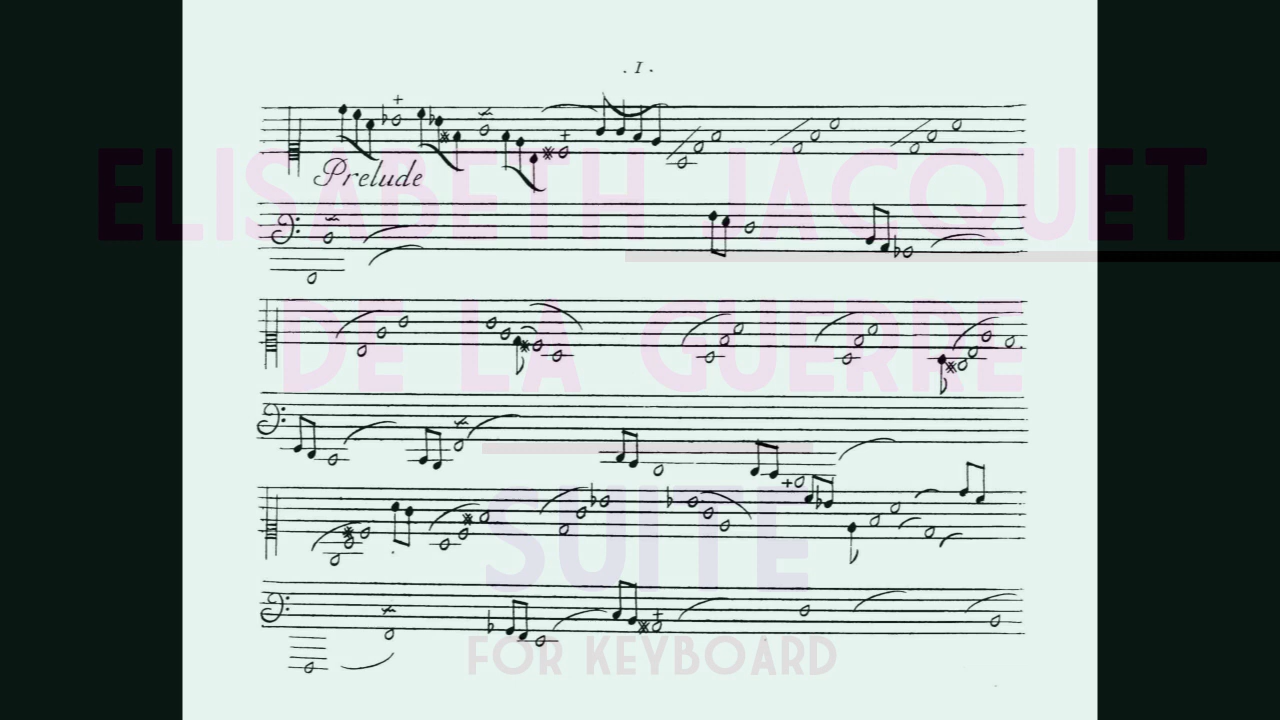 . I .
Prelude
ELISABETH JACQUET
DE LA GUERRE
SUITE
FOR KEYBOARD